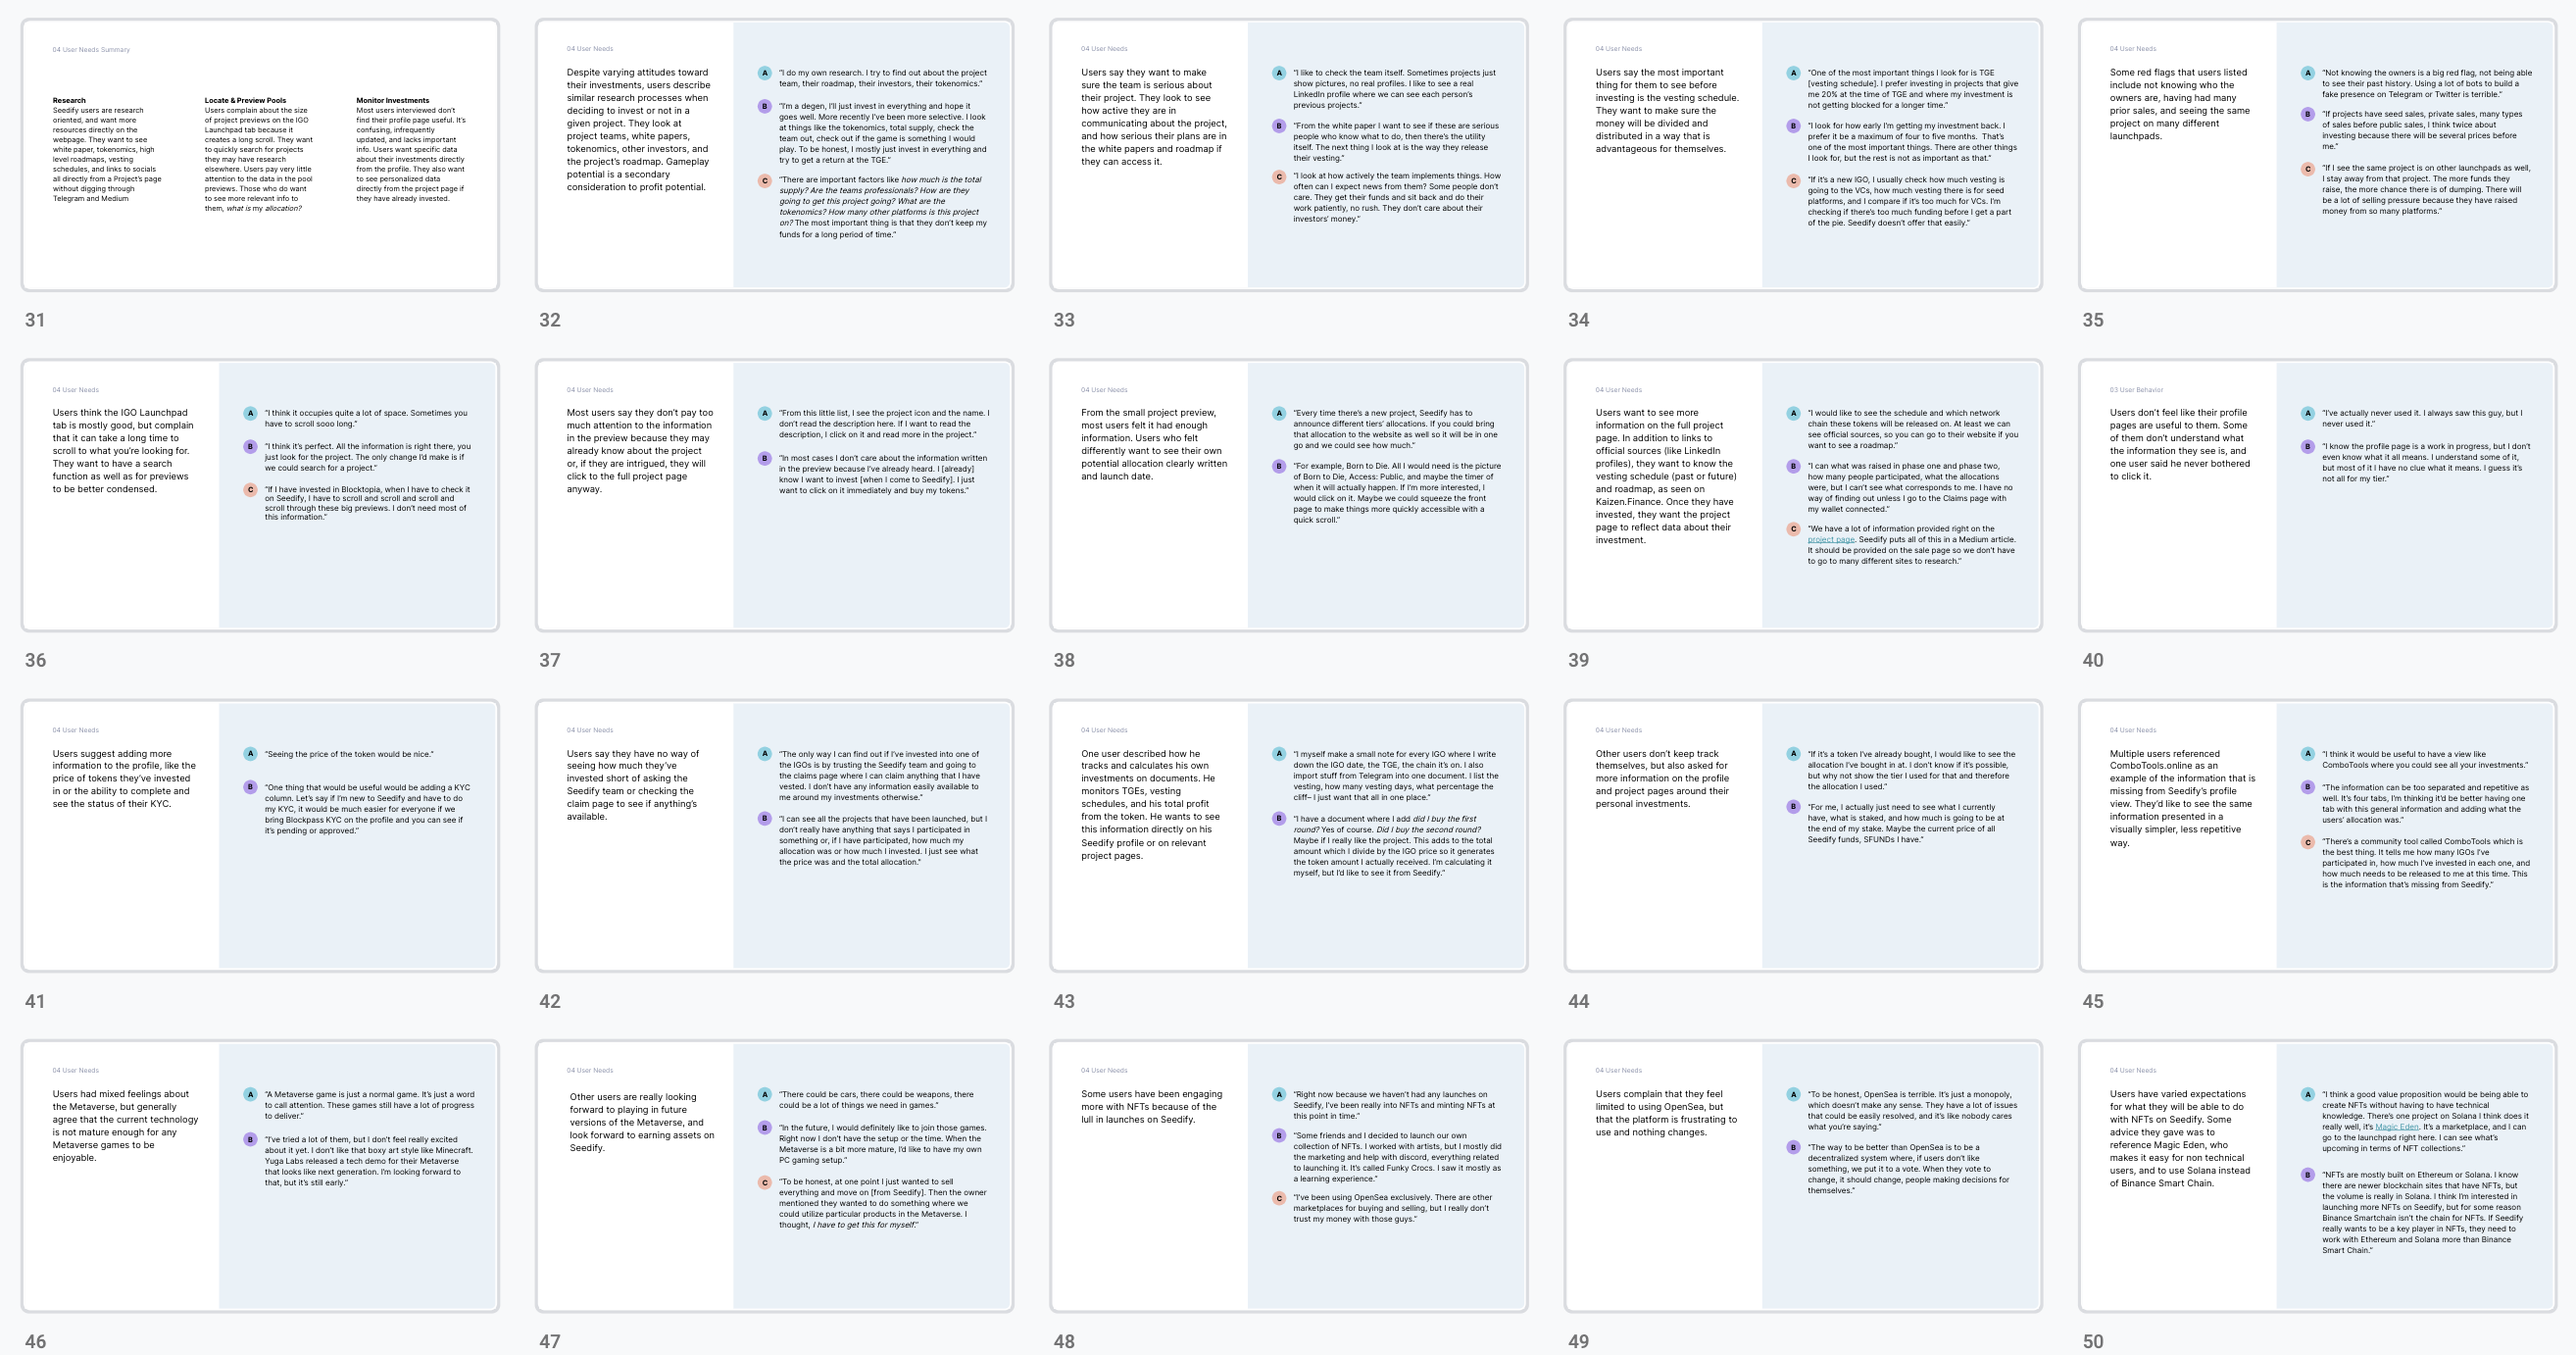 04 User Needs Summary
Research
Seedify users are research
oriented, and want more
resources directly on the
webpage. They want to see
white paper, tokenomics, high
level roadmaps, vesting
schedules, and links to socials
all directly from a Project's page
without digging through
Telegram and Medium
Locate & Preview Pools
Users complain about the size
of project previews on the IGO
Launchpad tab because it
creates a long scroll. They want
to quickly search for projects
they may have research
elsewhere. Users pay very little
attention to the data in the pool
previews. Those who do want
to see more relevant info to
them, what is my allocation?
Monitor Investments
Most users interviewed don't
find their profile page useful. It's
confusing, infrequently
updated, and lacks important
info. Users want specific data
about their investments directly
from the profile. They also want
to see personalized data
directly from the project page if
they have already invested.
31
04 User Needs
Despite varying attitudes toward
their investments, users describe
similar research processes when
deciding to invest or not in a
given project. They look at
project teams, white papers,
tokenomics, other investors, and
the project's roadmap. Gameplay
potential is a secondary
consideration to profit potential.
A
"I do my own research. I try to find out about the project
team, their roadmap, their investors, their tokenomics."
B
"I'm a degen, I'll just invest in everything and hope it
goes well. More recently I've been more selective. I look
at things like the tokenomics, total supply, check the
team out, check out if the game is something I would
play. To be honest, I mostly just invest in everything and
try to get a return at the TGE."
C
"There are important factors like how much is the total
supply? Are the teams professionals? How are they
going to get this project going? What are the
tokenomics? How many other platforms is this project
on? The most important thing is that they don't keep my
funds for a long period of time."
32
04 User Needs
Users say they want to make
sure the team is serious about
their project. They look to see
how active they are in
communicating about the project,
and how serious their plans are in
the white papers and roadmap if
they can access it.
A
"I like to check the team itself. Sometimes projects just
show pictures, no real profiles. I like to see a real
LinkedIn profile where we can see each person's
previous projects."
B
"From the white paper I want to see if these are serious
people who know what to do, then there's the utility
itself. The next thing I look at is the way they release
their vesting."
C
"I look at how actively the team implements things. How
often can I expect news from them? Some people don't
care. They get their funds and sit back and do their
work patiently, no rush. They don't care about their
investors' money."
33
04 User Needs
Users say the most important
thing for them to see before
investing is the vesting schedule.
They want to make sure the
money will be divided and
distributed in a way that is
advantageous for themselves.
A
"One of the most important things I look for is TGE
[vesting schedule]. I prefer investing in projects that give
me 20% at the time of TGE and where my investment is
not getting blocked for a longer time."
B
"I look for how early I'm getting my investment back. I
prefer it be a maximum of four to five months.  That's
one of the most important things. There are other things
I look for, but the rest is not as important as that."
C
"If it's a new IGO, I usually check how much vesting is
going to the VCs, how much vesting there is for seed
platforms, and I compare if it's too much for VCs. I'm
checking if there's too much funding before I get a part
of the pie. Seedify doesn't offer that easily."
34
04 User Needs
Some red flags that users listed
include not knowing who the
owners are, having had many
prior sales, and seeing the same
project on many different
launchpads.
A
"Not knowing the owners is a big red flag, not being able
to see their past history. Using a lot of bots to build a
fake presence on Telegram or Twitter is terrible."
B
"If projects have seed sales, private sales, many types
of sales before public sales, I think twice about
investing because there will be several prices before
me."
C
"If I see the same project is on other launchpads as well,
I stay away from that project. The more funds they
raise, the more chance there is of dumping. There will
be a lot of selling pressure because they have raised
money from so many platforms."
35
04 User Needs
Users think the IGO Launchpad
tab is mostly good, but complain
that it can take a long time to
scroll to what you're looking for.
They want to have a search
function as well as for previews
to be better condensed.
A
"I think it occupies quite a lot of space. Sometimes you
have to scroll sooo long."
B
"I think it's perfect. All the information is right there, you
just look for the project. The only change I'd make is if
we could search for a project."
C
"If I have invested in Blocktopia, when I have to check it
on Seedify, I have to scroll and scroll and scroll and
scroll through these big previews. I don't need most of
this information."
36
04 User Needs
Most users say they don't pay too
much attention to the information
in the preview because they may
already know about the project
or, if they are intrigued, they will
click to the full project page
anyway.
A
"From this little list, I see the project icon and the name. I
don't read the description here. If I want to read the
description, I click on it and read more in the project."
B
"In most cases I don't care about the information written
in the preview because I've already heard. I [already]
know I want to invest [when I come to Seedify]. I just
want to click on it immediately and buy my tokens."
37
04 User Needs
From the small project preview,
most users felt it had enough
information. Users who felt
differently want to see their own
potential allocation clearly written
and launch date.
A
"Every time there's a new project, Seedify has to
announce different tiers' allocations. If you could bring
that allocation to the website as well so it will be in one
go and we could see how much."
B
"For example, Born to Die. All I would need is the picture
of Born to Die, Access: Public, and maybe the timer of
when it will actually happen. If I'm more interested, I
would click on it. Maybe we could squeeze the front
page to make things more quickly accessible with a
quick scroll."
38
04 User Needs
Users want to see more
information on the full project
page. In addition to links to
official sources (like LinkedIn
profiles), they want to know the
vesting schedule (past or future)
and roadmap, as seen on
Kaizen.Finance. Once they have
invested, they want the project
page to reflect data about their
investment.
A
"I would like to see the schedule and which network
chain these tokens will be released on. At least we can
see official sources, so you can go to their website if you
want to see a roadmap."
B
"I can what was raised in phase one and phase two,
how many people participated, what the allocations
were, but I can't see what corresponds to me. I have no
way of finding out unless I go to the Claims page with
my wallet connected."
C
"We have a lot of information provided right on the
project page. Seedify puts all of this in a Medium article.
It should be provided on the sale page so we don't have
to go to many different sites to research."
39
03 User Behavior
Users don't feel like their profile
pages are useful to them. Some
of them don't understand what
the information they see is, and
one user said he never bothered
to click it.
A
"I've actually never used it. I always saw this guy, but I
never used it."
B
"I know the profile page is a work in progress, but I don't
even know what it all means. I understand some of it,
but most of it I have no clue what it means. I guess it's
not all for my tier."
40
04 User Needs
Users suggest adding more
information to the profile, like the
price of tokens they've invested
in or the ability to complete and
see the status of their KYC.
A
"Seeing the price of the token would be nice."
B
"One thing that would be useful would be adding a KYC
column. Let's say if I'm new to Seedify and have to do
my KYC, it would be much easier for everyone if we
bring Blockpass KYC on the profile and you can see if
it's pending or approved."
41
04 User Needs
Users say they have no way of
seeing how much they've
invested short of asking the
Seedify team or checking the
claim page to see if anything's
available.
A
"The only way I can find out if I've invested into one of
the IGOs is by trusting the Seedify team and going to
the claims page where I can claim anything that I have
vested. I don't have any information easily available to
me around my investments otherwise."
B
"I can see all the projects that have been launched, but I
don't really have anything that says I participated in
something or, if I have participated, how much my
allocation was or how much I invested. I just see what
the price was and the total allocation."
42
04 User Needs
One user described how he
tracks and calculates his own
investments on documents. He
monitors TGEs, vesting
schedules, and his total profit
from the token. He wants to see
this information directly on his
Seedify profile or on relevant
project pages.
A
"I myself make a small note for every IGO where I write
down the IGO date, the TGE, the chain it's on. I also
import stuff from Telegram into one document. I list the
vesting, how many vesting days, what percentage the
cliff– I just want that all in one place."
B
"I have a document where I add did I buy the first
round? Yes of course. Did I buy the second round?
Maybe if I really like the project. This adds to the total
amount which I divide by the IGO price so it generates
the token amount I actually received. I'm calculating it
myself, but I'd like to see it from Seedify."
43
04 User Needs
Other users don't keep track
themselves, but also asked for
more information on the profile
and project pages around their
personal investments.
A
"If it's a token I've already bought, I would like to see the
allocation I've bought in at. I don't know if it's possible,
but why not show the tier I used for that and therefore
the allocation I used."
B
"For me, I actually just need to see what I currently
have, what is staked, and how much is going to be at
the end of my stake. Maybe the current price of all
Seedify funds, SFUNDs I have."
44
04 User Needs
Multiple users referenced
ComboTools.online as an
example of the information that is
missing from Seedify's profile
view. They'd like to see the same
information presented in a
visually simpler, less repetitive
way.
A
"I think it would be useful to have a view like
ComboTools where you could see all your investments."
B
"The information can be too separated and repetitive as
well. It's four tabs, I'm thinking it'd be better having one
tab with this general information and adding what the
users' allocation was."
C
"There's a community tool called ComboTools which is
the best thing. It tells me how many IGOs I've
participated in, how much I've invested in each one, and
how much needs to be released to me at this time. This
is the information that's missing from Seedify."
45
04 User Needs
Users had mixed feelings about
the Metaverse, but generally
agree that the current technology
is not mature enough for any
Metaverse games to be
enjoyable.
A
"A Metaverse game is just a normal game. It's just a word
to call attention. These games still have a lot of progress
to deliver."
B
"I've tried a lot of them, but I don't feel really excited
about it yet. I don't like that boxy art style like Minecraft.
Yuga Labs released a tech demo for their Metaverse
that looks like next generation. I'm looking forward to
that, but it's still early."
46
04 User Needs
Other users are really looking
forward to playing in future
versions of the Metaverse, and
look forward to earning assets on
Seedify.
A
"There could be cars, there could be weapons, there
could be a lot of things we need in games."
B
"In the future, I would definitely like to join those games.
Right now I don't have the setup or the time. When the
Metaverse is a bit more mature, I'd like to have my own
PC gaming setup."
C
"To be honest, at one point I just wanted to sell
everything and move on [from Seedify]. Then the owner
mentioned they wanted to do something where we
could utilize particular products in the Metaverse. I
thought, I have to get this for myself."
47
04 User Needs
Some users have been engaging
more with NFTs because of the
lull in launches on Seedify.
A
"Right now because we haven't had any launches on
Seedify, I've been really into NFTs and minting NFTs at
this point in time."
B
"Some friends and I decided to launch our own
collection of NFTs. I worked with artists, but I mostly did
the marketing and help with discord, everything related
to launching it. It's called Funky Crocs. I saw it mostly as
a learning experience."
C
"I've been using OpenSea exclusively. There are other
marketplaces for buying and selling, but I really don't
trust my money with those guys."
48
04 User Needs
Users complain that they feel
limited to using OpenSea, but
that the platform is frustrating to
use and nothing changes.
A
"To be honest, OpenSea is terrible. It's just a monopoly,
which doesn't make any sense. They have a lot of issues
that could be easily resolved, and it's like nobody cares
what you're saying."
B
"The way to be better than OpenSea is to be a
decentralized system where, if users don't like
something, we put it to a vote. When they vote to
change, it should change, people making decisions for
themselves."
49
04 User Needs
Users have varied expectations
for what they will be able to do
with NFTs on Seedify. Some
advice they gave was to
reference Magic Eden, who
makes it easy for non technical
users, and to use Solana instead
of Binance Smart Chain.
A
"I think a good value proposition would be being able to
create NFTs without having to have technical
knowledge. There's one project on Solana I think does it
really well, it's Magic Eden. It's a marketplace, and I can
go to the launchpad right here. I can see what's
upcoming in terms of NFT collections."
B
"NFTs are mostly built on Ethereum or Solana. I know
there are newer blockchain sites that have NFTs, but
the volume is really in Solana. I think I'm interested in
launching more NFTs on Seedify, but for some reason
Binance Smartchain isn't the chain for NFTs. If Seedify
really wants to be a key player in NFTs, they need to
work with Ethereum and Solana more than Binance
Smart Chain."
50